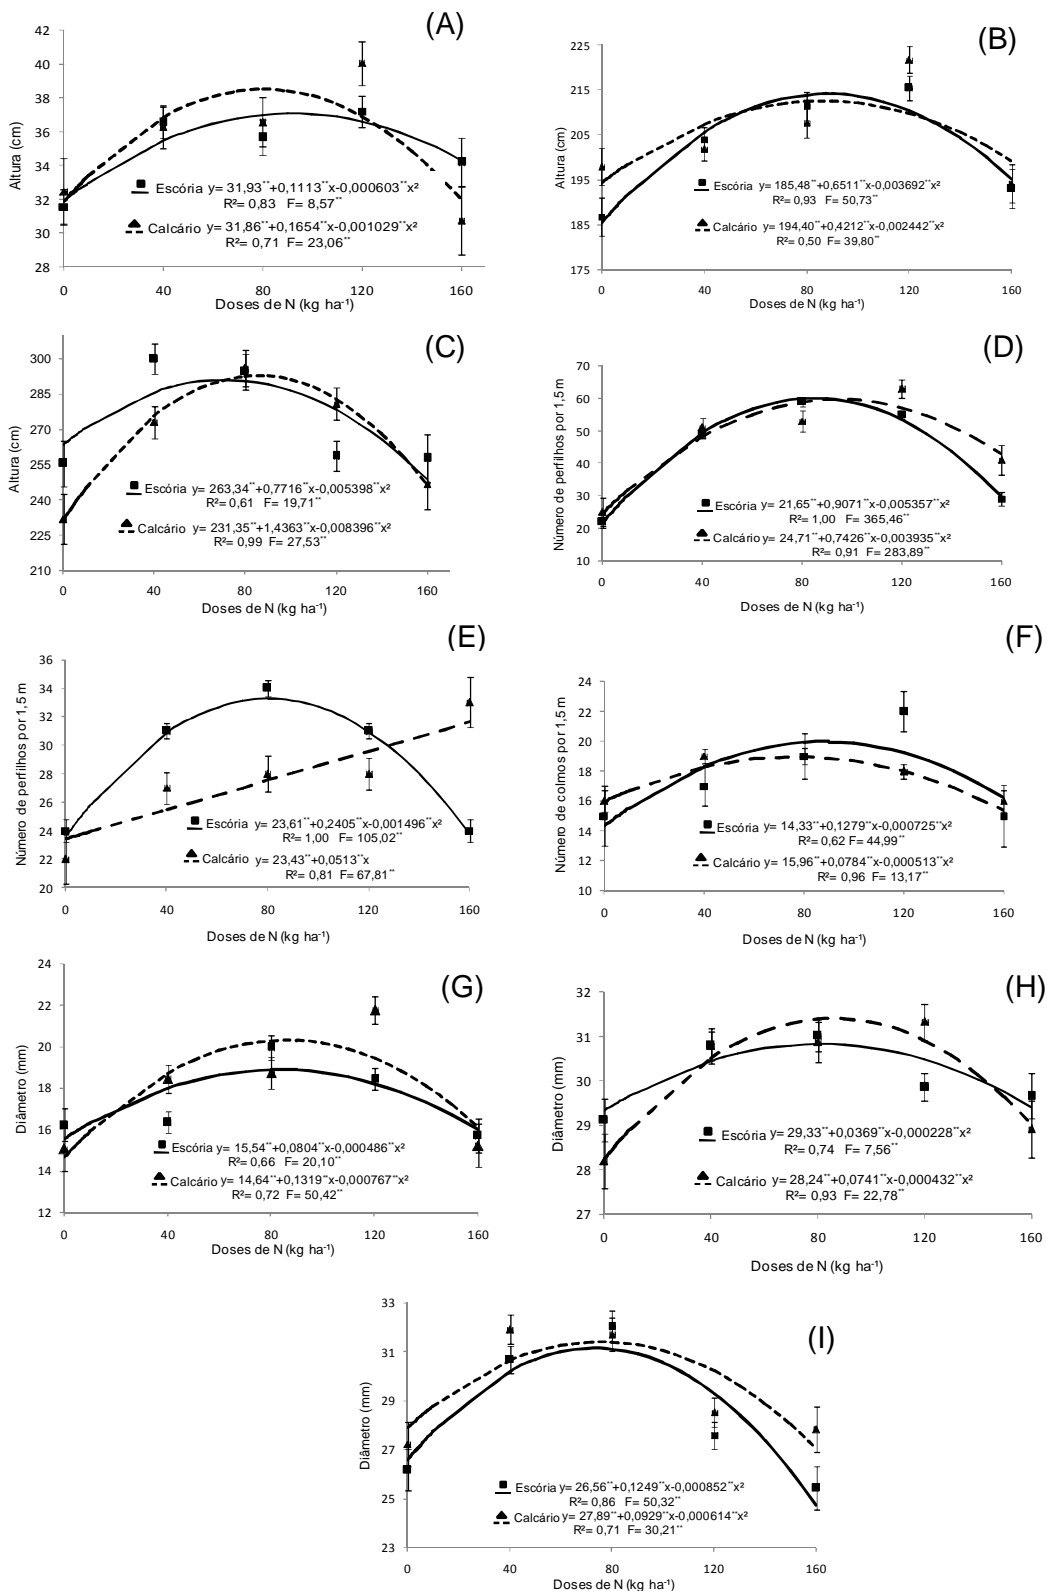 (A)
42
40
38
36
34
32
30
28
Altura (cm)
Escória y= 31,93**+0,1113**x-0,000603**x²
R²= 0,83 F= 8,57**
Calcário y= 31,86**+0,1654**x-0,001029**x²
R²= 0,71 F= 23,06**
0 40 80 120 160
Doses de N (kg ha⁻¹)
(B)
225
215
205
195
185
175
Altura (cm)
Escória y= 185,48**+0,6511**x-0,003692**x²
R²= 0,93 F= 50,73**
Calcário y= 194,40**+0,4212**x-0,002442**x²
R²= 0,50 F= 39,80**
0 40 80 120 160
Doses de N (kg ha⁻¹)
(C)
300
285
270
255
240
225
210
Altura (cm)
Escória y= 263,34**+0,7716**x-0,005398**x²
R²= 0,61 F= 19,71**
Calcário y= 231,35**+1,4363**x-0,008396**x²
R²= 0,99 F= 27,53**
0 40 80 120 160
Doses de N (kg ha⁻¹)
(D)
70
60
50
40
30
20
10
Número de perfilhos por 1,5 m
Escória y= 21,65**+0,9071**x-0,005357**x²
R²= 1,00 F= 365,46**
Calcário y= 24,71**+0,7426**x-0,003935**x²
R²= 0,91 F= 283,89**
0 40 80 120 160
Doses de N (kg ha⁻¹)
(E)
36
34
32
30
28
26
24
22
20
Número de perfilhos por 1,5 m
Escória y= 23,61**+0,2405**x-0,001496**x²
R²= 1,00 F= 105,02**
Calcário y= 23,43**+0,0513**x
R²= 0,81 F= 67,81**
0 40 80 120 160
Doses de N (kg ha⁻¹)
(F)
24
22
20
18
16
14
12
10
Número de colmos por 1,5 m
Escória y= 14,33**+0,1279**x-0,000725**x²
R²= 0,62 F= 44,99**
Calcário y= 15,96**+0,0784**x-0,000513**x²
R²= 0,96 F= 13,17**
0 40 80 120 160
Doses de N (kg ha⁻¹)
(G)
24
22
20
18
16
14
12
Diâmetro (mm)
Escória y= 15,54**+0,0804**x-0,000486**x²
R²= 0,66 F= 20,10**
Calcário y= 14,64**+0,1319**x-0,000767**x²
R²= 0,72 F= 50,42**
0 40 80 120 160
Doses de N (kg ha⁻¹)
(H)
32
31
30
29
28
27
Diâmetro (mm)
Escória y= 29,33**+0,0369**x-0,000228**x²
R²= 0,74 F= 7,56**
Calcário y= 28,24**+0,0741**x-0,000432**x²
R²= 0,93 F= 22,78**
0 40 80 120 160
Doses de N (kg ha⁻¹)
(I)
33
31
29
27
25
23
Diâmetro (mm)
Escória y= 26,56**+0,1249**x-0,000852**x²
R²= 0,86 F= 50,32**
Calcário y= 27,89**+0,0929**x-0,000614**x²
R²= 0,71 F= 30,21**
0 40 80 120 160
Doses de N (kg ha⁻¹)